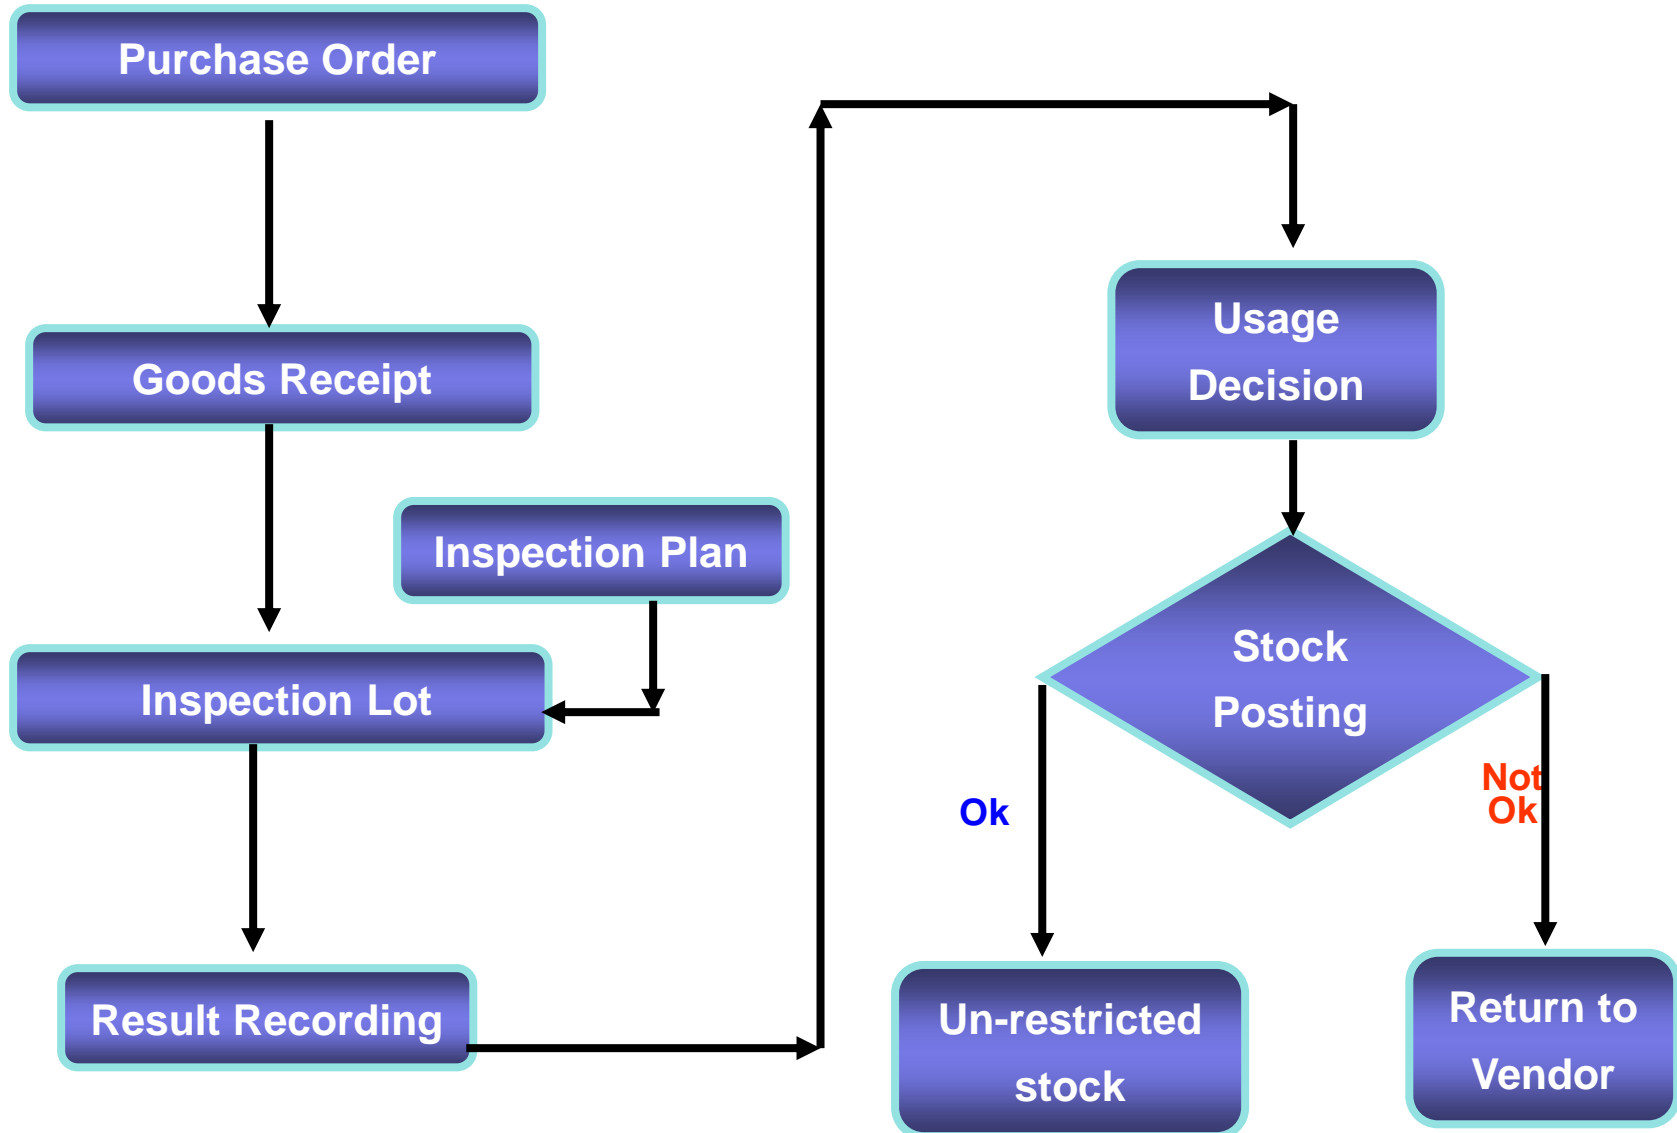 Purchase Order
Goods Receipt
Inspection Plan
Inspection Lot
Result Recording
Usage
Decision
Stock
Posting
Ok
Not
Ok
Un-restricted
stock
Return to
Vendor